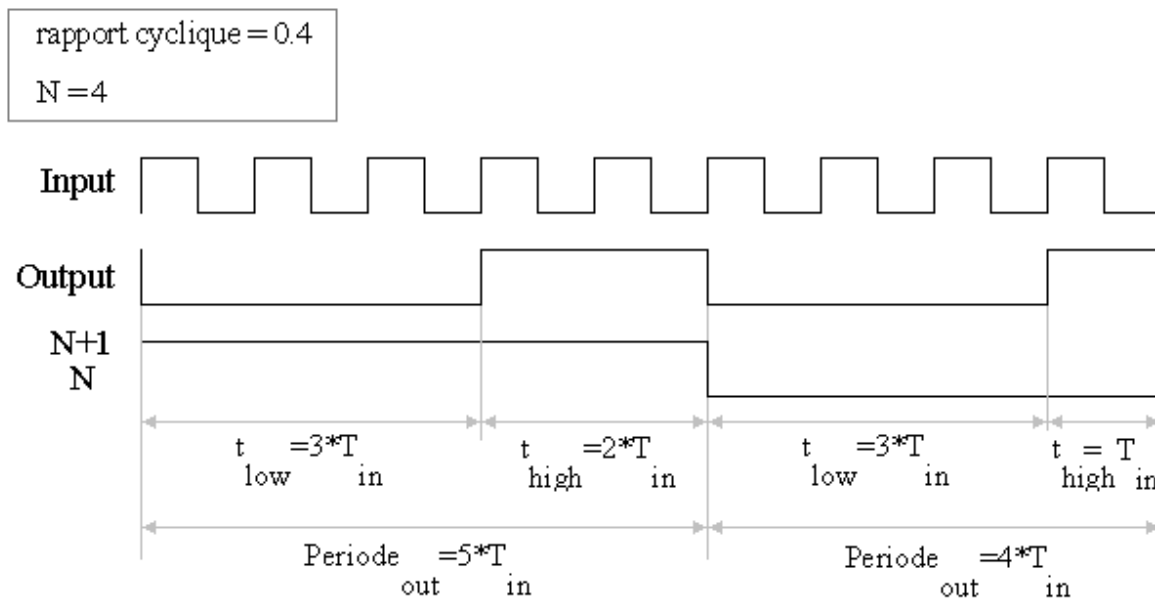 rapport cyclique = 0.4
N = 4
Input
Output
N+1
N
t low =3*T in
t high =2*T in
t low =3*T in
t high = T in
Periode out =5*T in
Periode out =4*T in